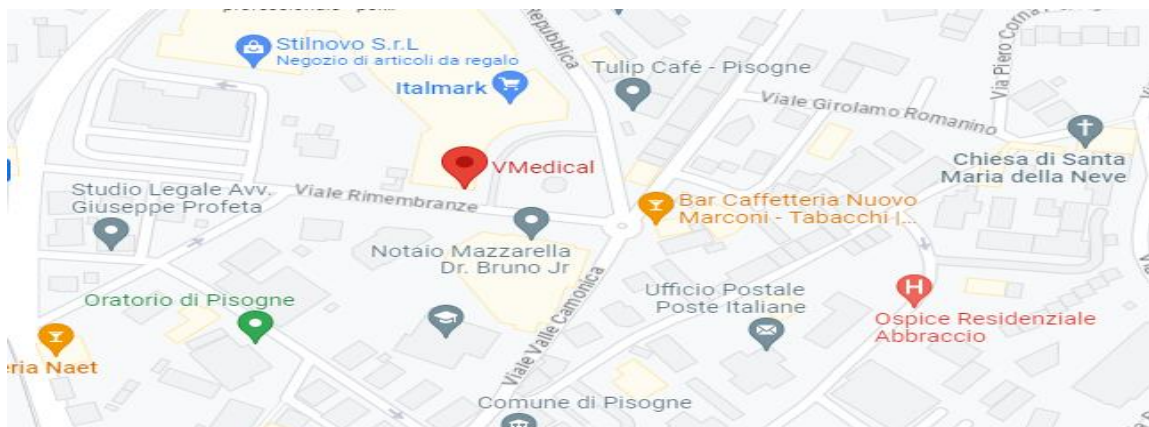 Stilnovo S.r.L
Negozio di articoli da regalo
Italmark
Tulip Café - Pisogne
Viale Girolamo Romanino
Via Piero Corna
Chiesa di Santa
Maria della Neve
VMedical
Studio Legale Avv.
Giuseppe Profeta
Viale Rimembranze
Bar Caffetteria Nuovo
Marconi - Tabacchi |...
Notaio Mazzarella
Dr. Bruno Jr
Viale Valle Camonica
Ufficio Postale
Poste Italiane
H
Ospice Residenziale
Abbraccio
Oratorio di Pisogne
eria Naet
Comune di Pisogne